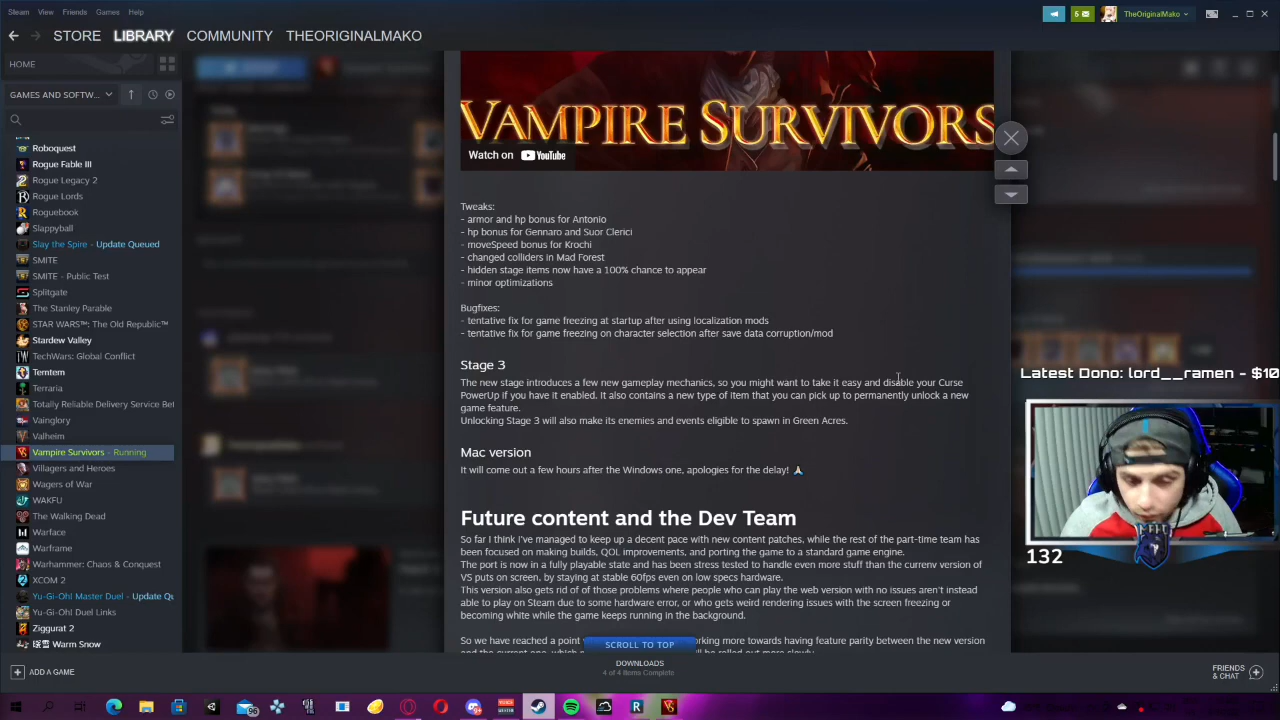 Steam View Friends Games Help
5
TheOriginalMako
STORE LIBRARY COMMUNITY THEORIGINALMAKO
HOME
GAMES AND SOFTW...
Roboquest
Rogue Fable III
Rogue Legacy 2
Rogue Lords
Roguebook
Slappyball
Slay the Spire - Update Queued
SMITE
SMITE - Public Test
Splitgate
The Stanley Parable
STAR WARS™: The Old Republic™
Stardew Valley
TechWars: Global Conflict
Temtem
Terraria
Totally Reliable Delivery Service Bet
Vainglory
Valheim
Vampire Survivors - Running
Villagers and Heroes
Wagers of War
WAKFU
The Walking Dead
Warface
Warframe
Warhammer: Chaos & Conquest
XCOM 2
Yu-Gi-Oh! Master Duel - Update Qu
Yu-Gi-Oh! Duel Links
Ziggurat 2
Warm Snow
ADD A GAME
VAMPIRE SURVIVORS
Watch on YouTube
Tweaks:
- armor and hp bonus for Antonio
- hp bonus for Gennaro and Suor Clerici
- moveSpeed bonus for Krochi
- changed colliders in Mad Forest
- hidden stage items now have a 100% chance to appear
- minor optimizations
Bugfixes:
- tentative fix for game freezing at startup after using localization mods
- tentative fix for game freezing on character selection after save data corruption/mod
Stage 3
The new stage introduces a few new gameplay mechanics, so you might want to take it easy and disable your Curse
PowerUp if you have it enabled. It also contains a new type of item that you can pick up to permanently unlock a new
game feature.
Unlocking Stage 3 will also make its enemies and events eligible to spawn in Green Acres.
Mac version
It will come out a few hours after the Windows one, apologies for the delay! 🙏
Future content and the Dev Team
So far I think I've managed to keep up a decent pace with new content patches, while the rest of the part-time team has
been focused on making builds, QOL improvements, and porting the game to a standard game engine.
The port is now in a fully playable state and has been stress tested to handle even more stuff than the currenv version of
VS puts on screen, by staying at stable 60fps even on low specs hardware.
This version also gets rid of of those problems where people who can play the web version with no issues aren't instead
able to play on Steam due to some hardware error, or who gets weird rendering issues with the screen freezing or
becoming white while the game keeps running in the background.
So we have reached a point orking more towards having feature parity between the new version
SCROLL TO TOP
DOWNLOADS
4 of 4 Items Complete
FRIENDS
& CHAT
Latest Dono: lord__ramen - $10
132